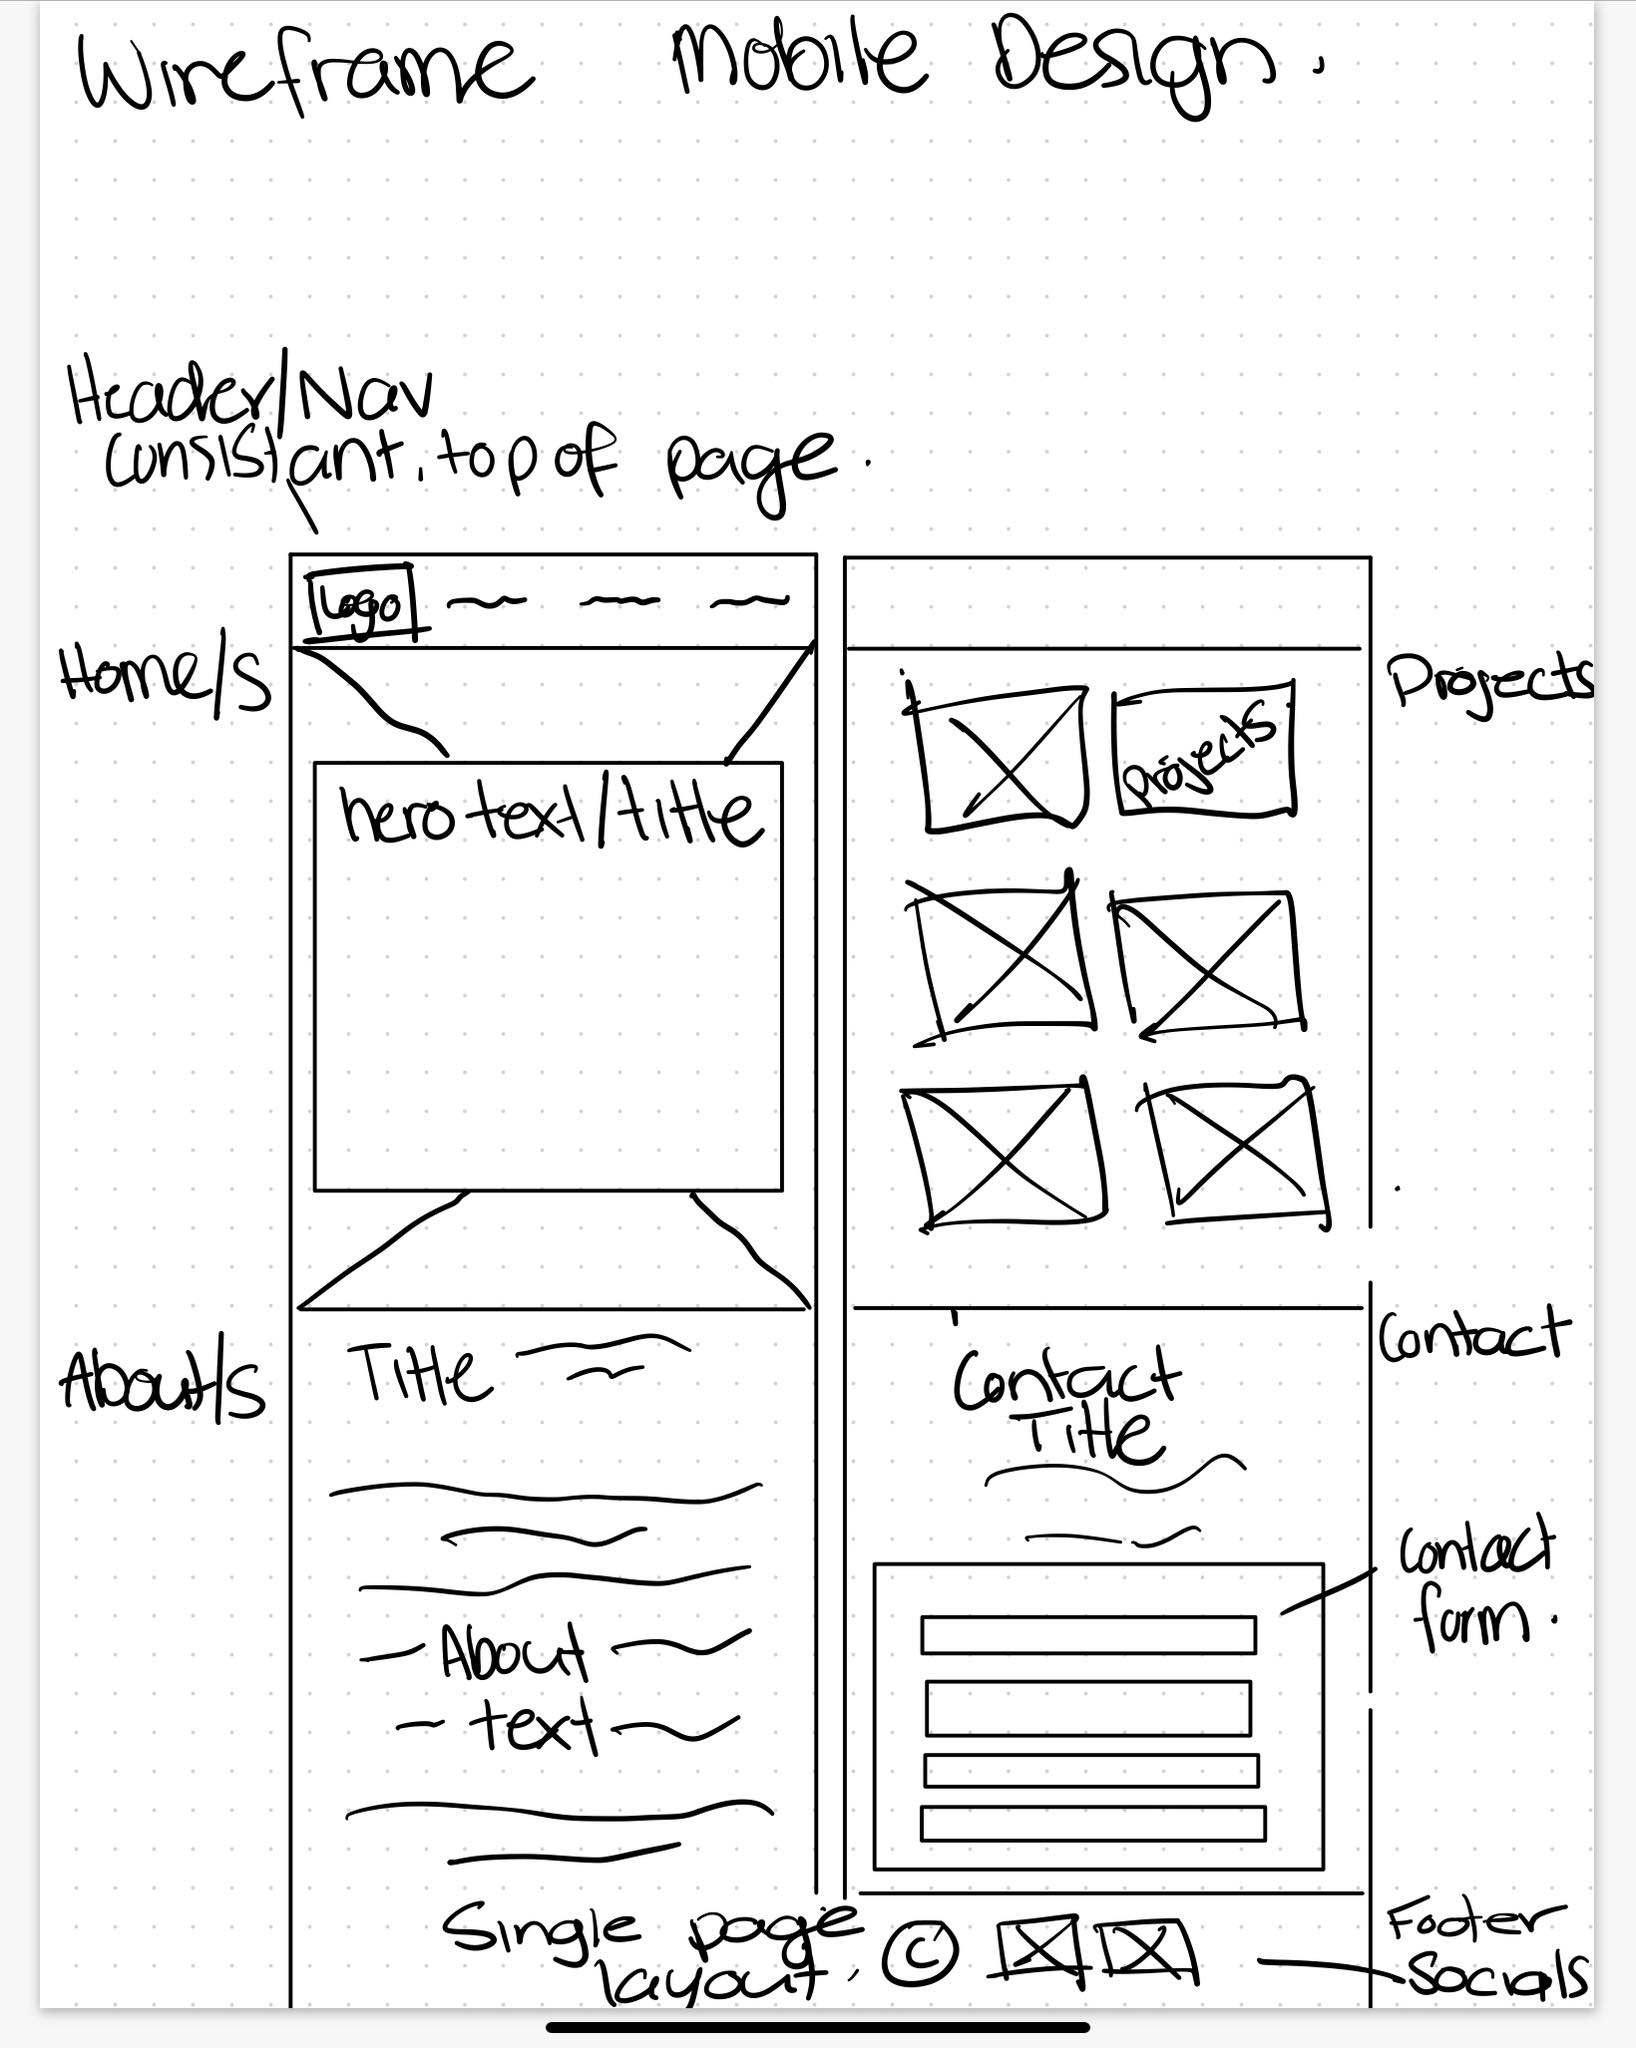 Wireframe Mobile Design.
Header/Nav
consistant. top of page.
Logo
Home/s
hero text/title
Projects
projects
About/s
Title
About
text
Single page
layout.
Contact
Contact
Title
Contact
form.
©
Footer
socials